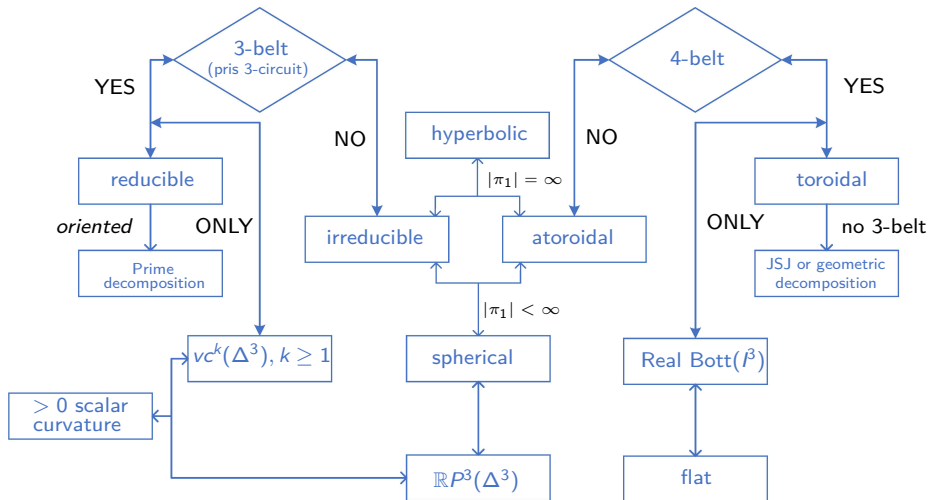 3-belt
(pris 3-circuit)
4-belt
YES
YES
NO
NO
hyperbolic
reducible
|π₁| = ∞
toroidal
oriented
ONLY
irreducible
atoroidal
ONLY
no 3-belt
Prime
decomposition
JSJ or geometric
decomposition
|π₁| < ∞
vcᵏ(Δ³), k ≥ 1
spherical
Real Bott(I³)
> 0 scalar
curvature
ℝP³(Δ³)
flat